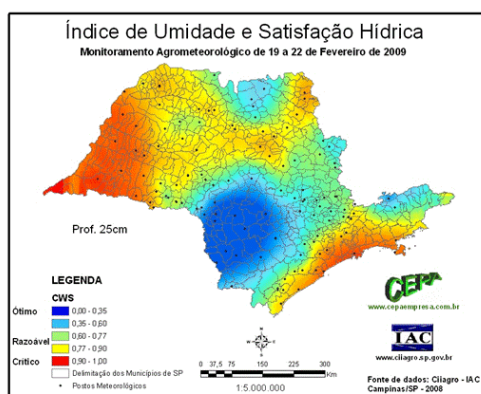 Índice de Umidade e Satisfação Hídrica
Monitoramento Agrometeorológico de 19 a 22 de Fevereiro de 2009
Prof. 25cm
LEGENDA
CWS
Ótimo 0,00 - 0,35
0,35 - 0,60
Razoável 0,60 - 0,77
0,77 - 0,90
Crítico 0,90 - 1,00
Delimitação dos Municípios de SP
Postos Meteorológicos
N
0 37,5 75 150 225 300
Km
1:5.000.000
CEPA
www.cepaempresa.com.br
IAC
www.ciiagro.sp.gov.br
Fonte de dados: Ciiagro - IAC
Campinas/SP - 2008